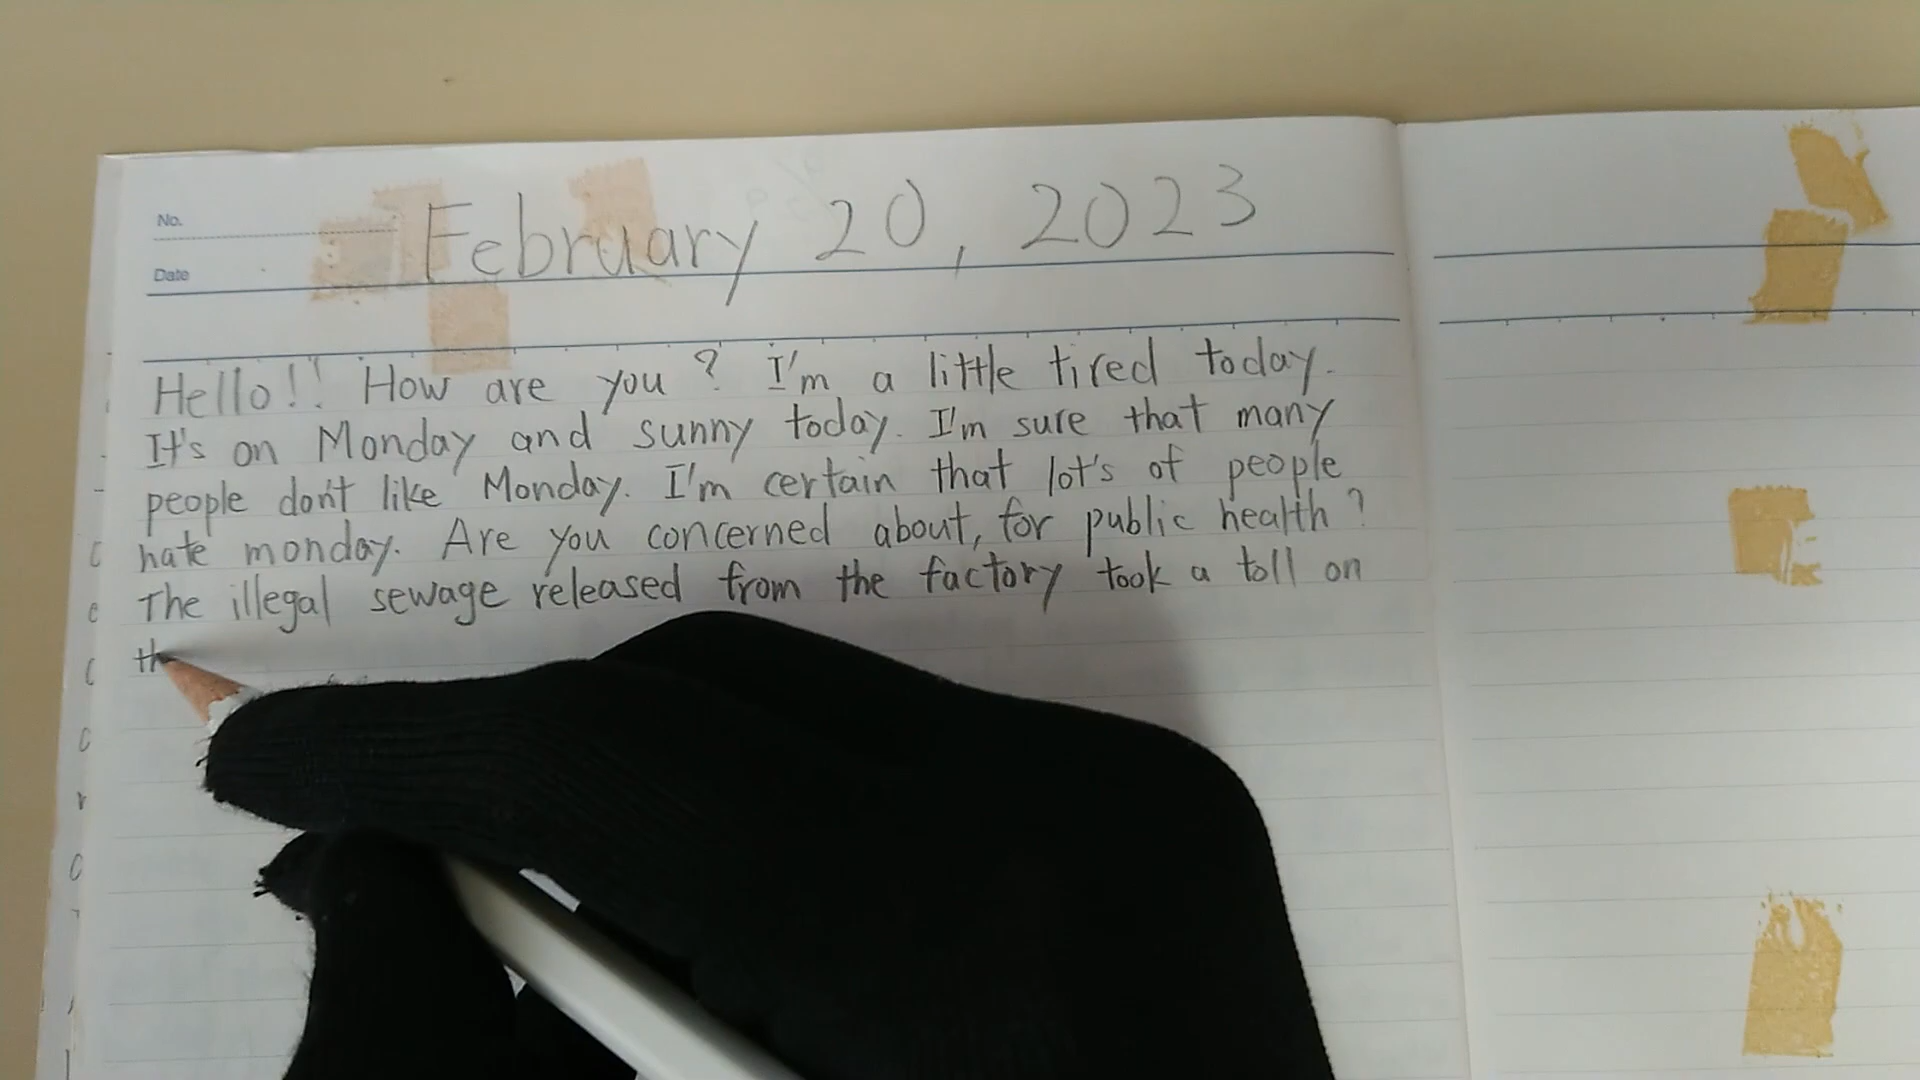 No.
Date
February 20, 2023
Hello!! How are you? I'm a little tired today.
It's on Monday and sunny today. I'm sure that many
people don't like Monday. I'm certain that lot's of people
hate monday. Are you concerned about, for public health?
The illegal sewage released from the factory took a toll on
th